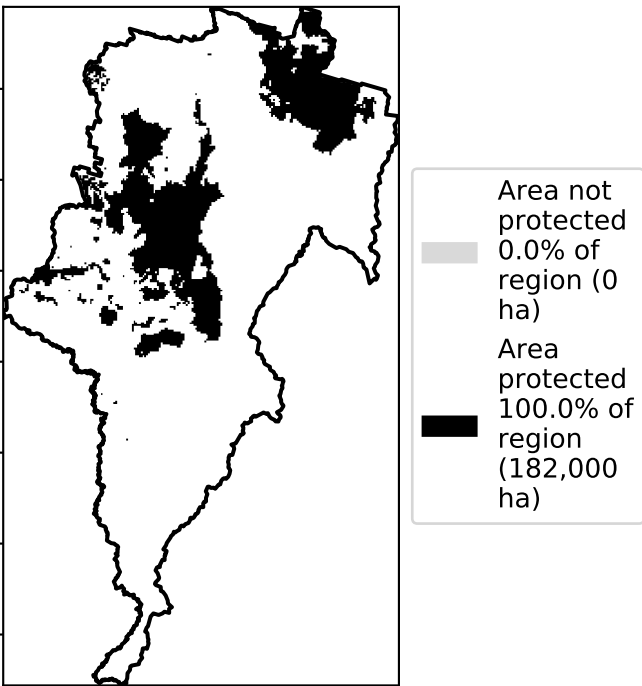 Area not
protected
0.0% of
region (0
ha)
Area
protected
100.0% of
region
(182,000
ha)